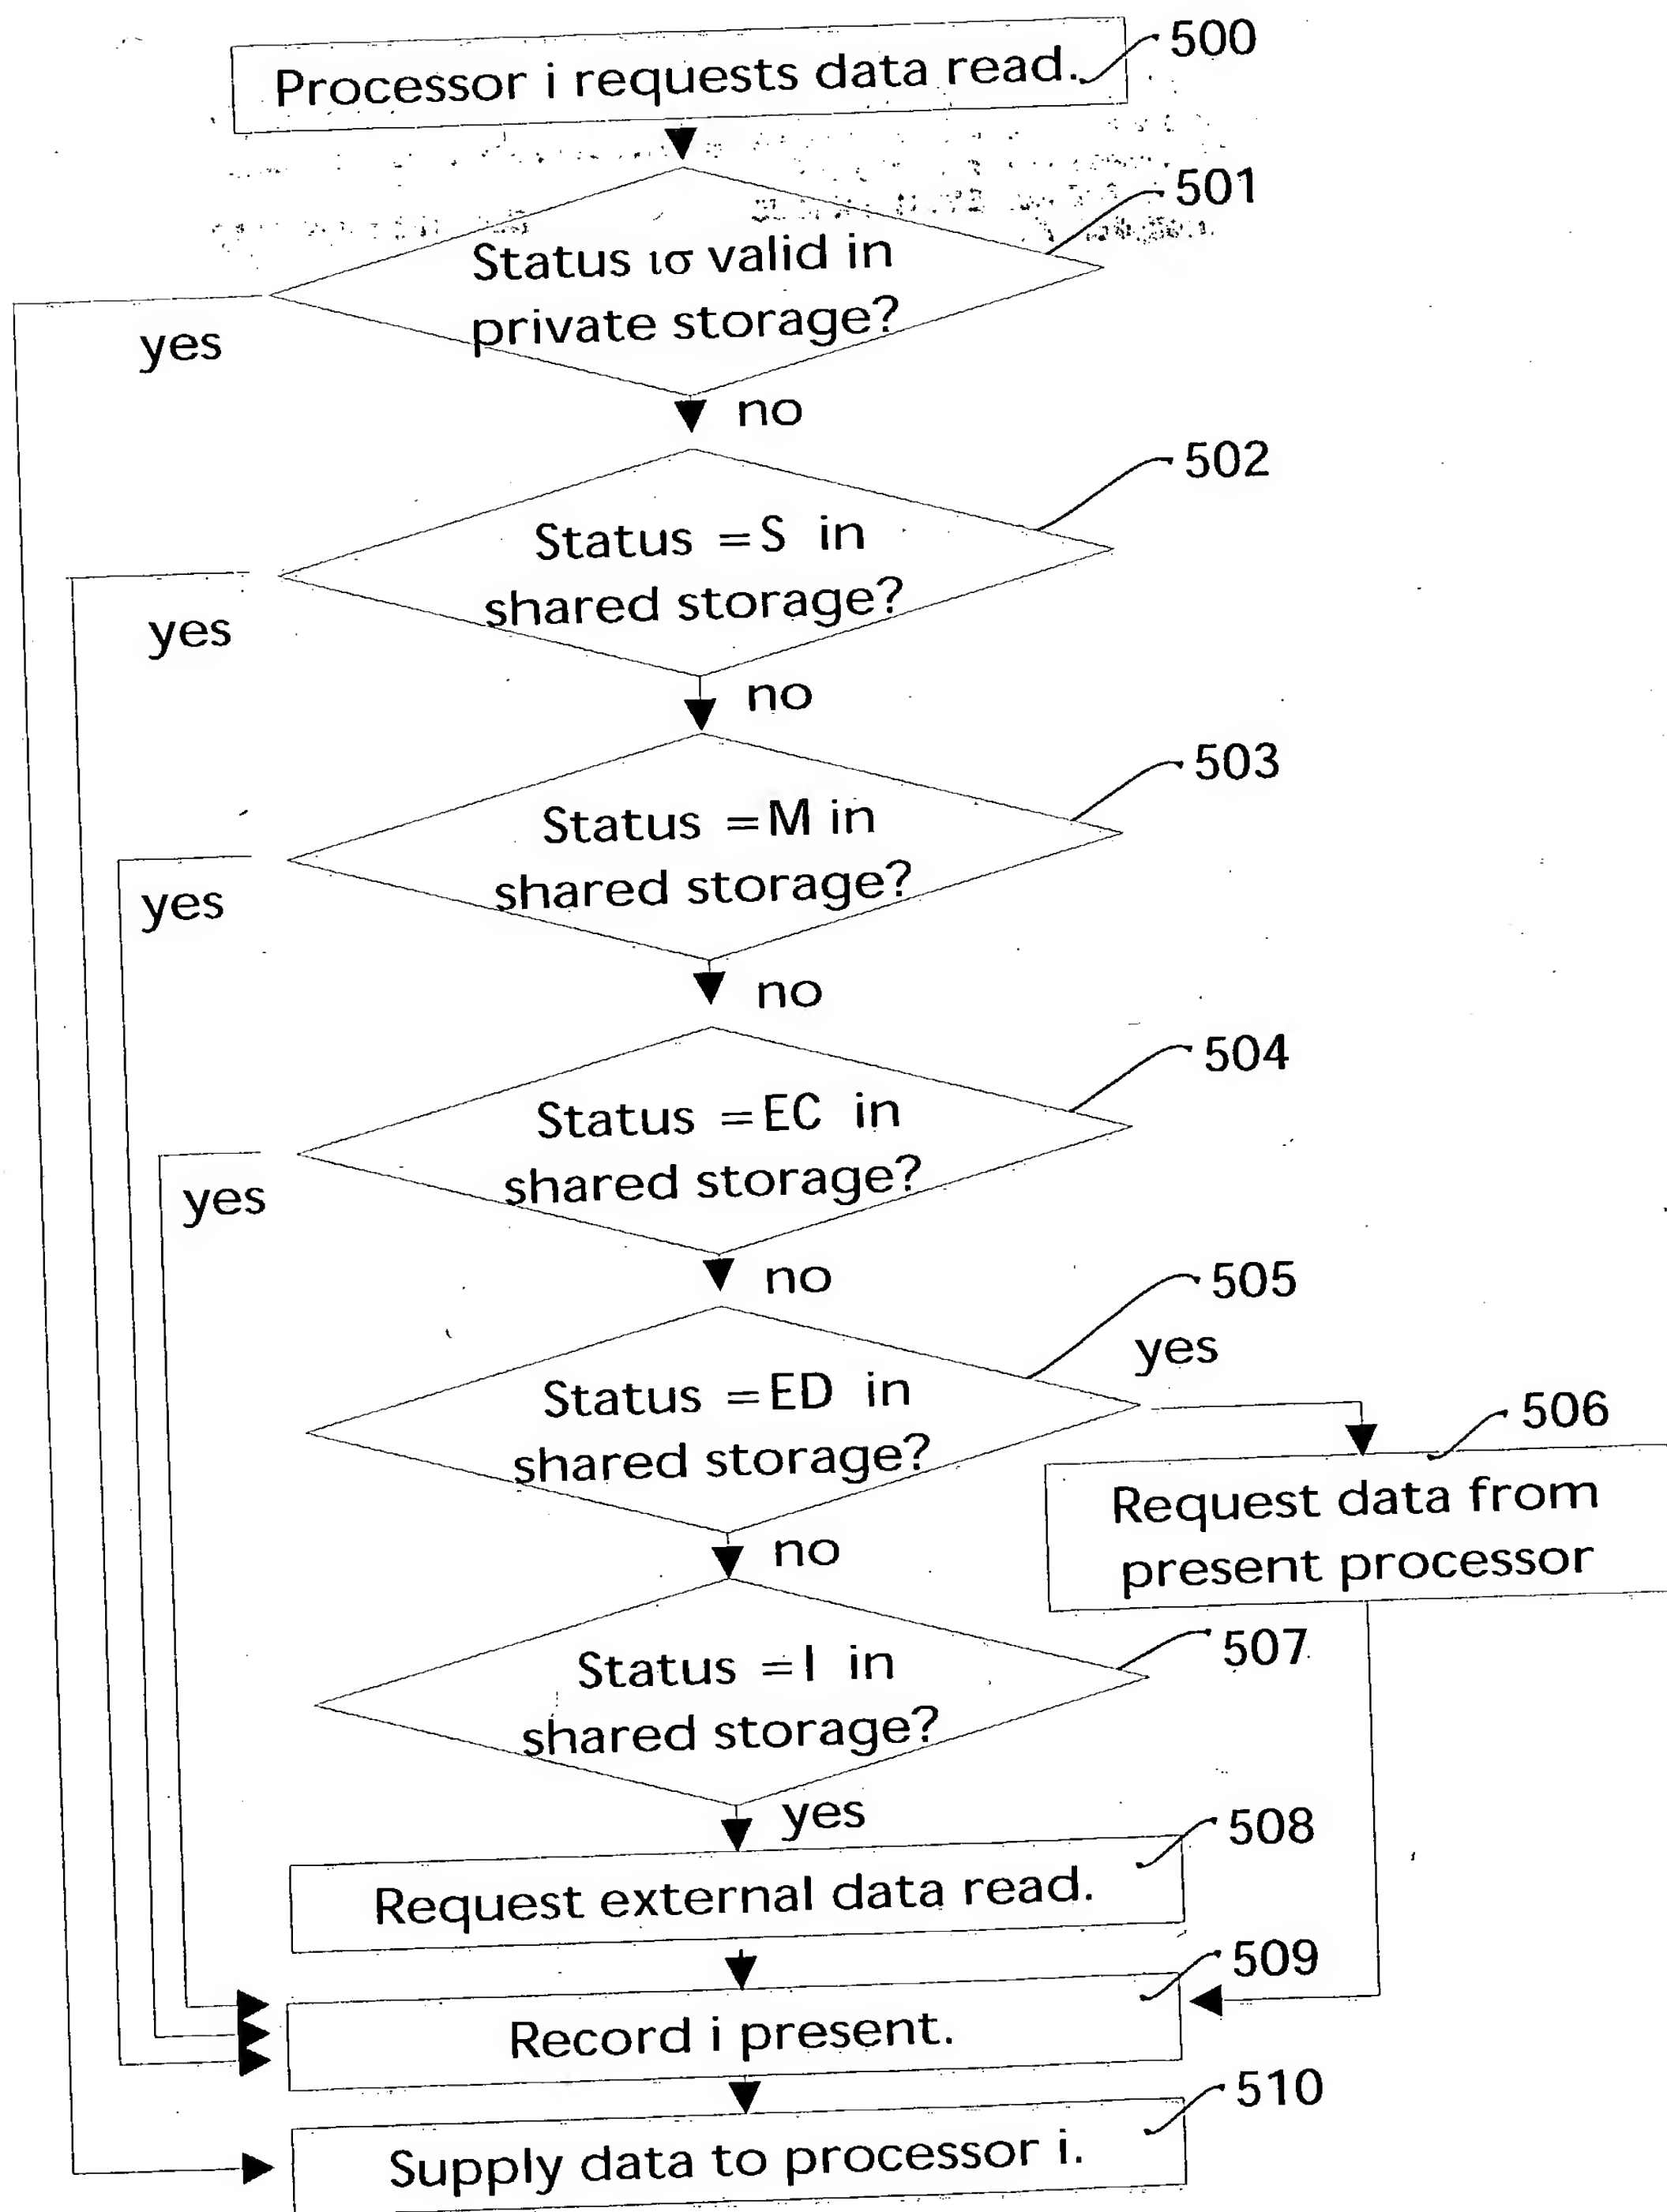 Processor i requests data read.
500
501
Status ισ valid in
private storage?
yes
no
502
Status =S in
shared storage?
yes
no
503
Status =M in
shared storage?
yes
no
504
Status =EC in
shared storage?
yes
no
505
yes
Status =ED in
shared storage?
506
Request data from
present processor
no
507
Status =I in
shared storage?
yes
508
Request external data read.
509
Record i present.
510
Supply data to processor i.